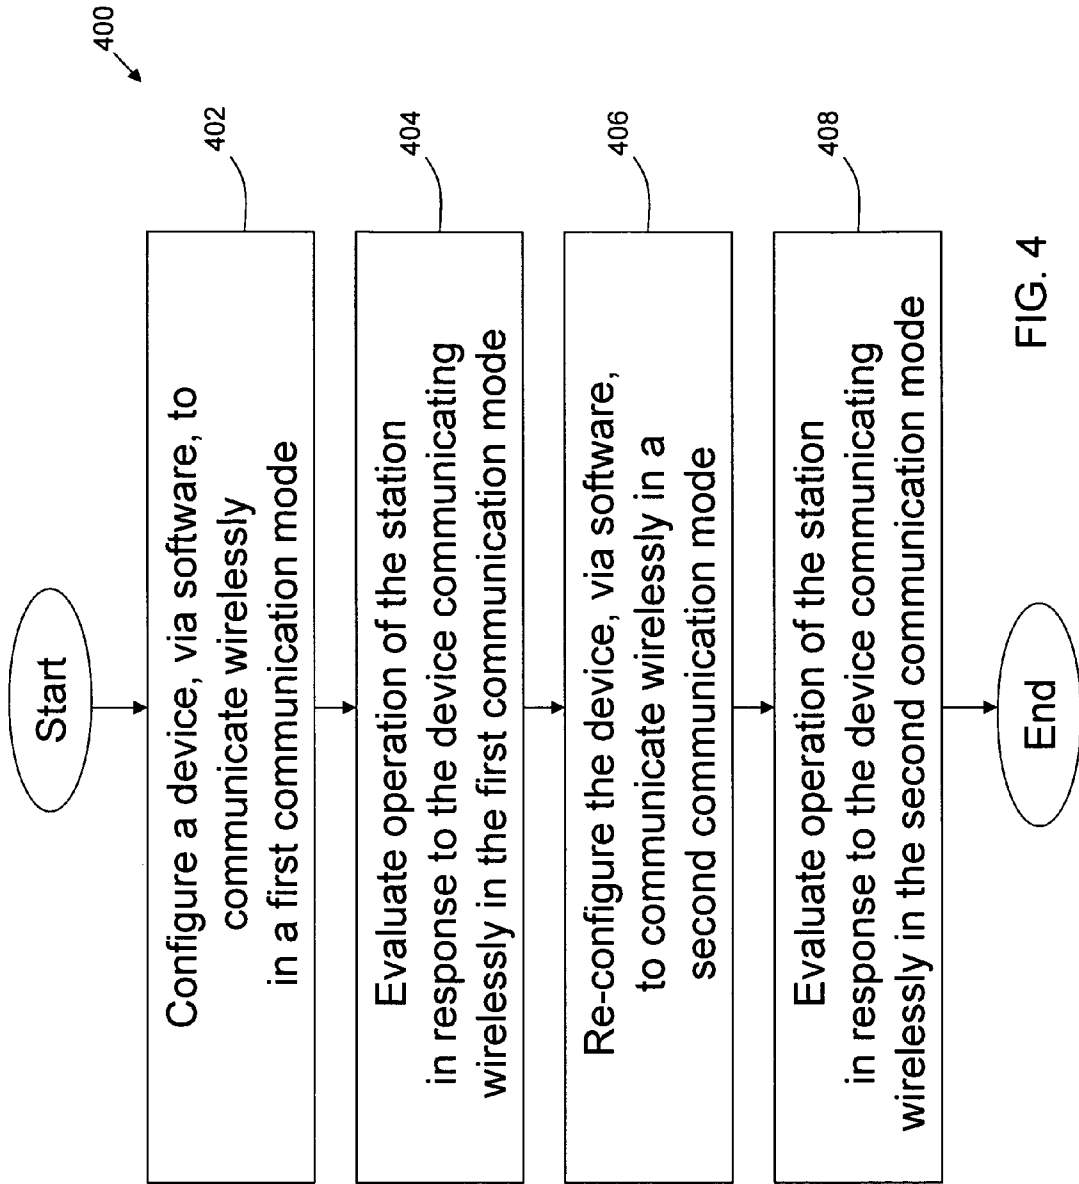 400
Start
402
Configure a device, via software, to
communicate wirelessly
in a first communication mode
404
Evaluate operation of the station
in response to the device communicating
wirelessly in the first communication mode
406
Re-configure the device, via software,
to communicate wirelessly in a
second communication mode
408
Evaluate operation of the station
in response to the device communicating
wirelessly in the second communication mode
End
FIG. 4